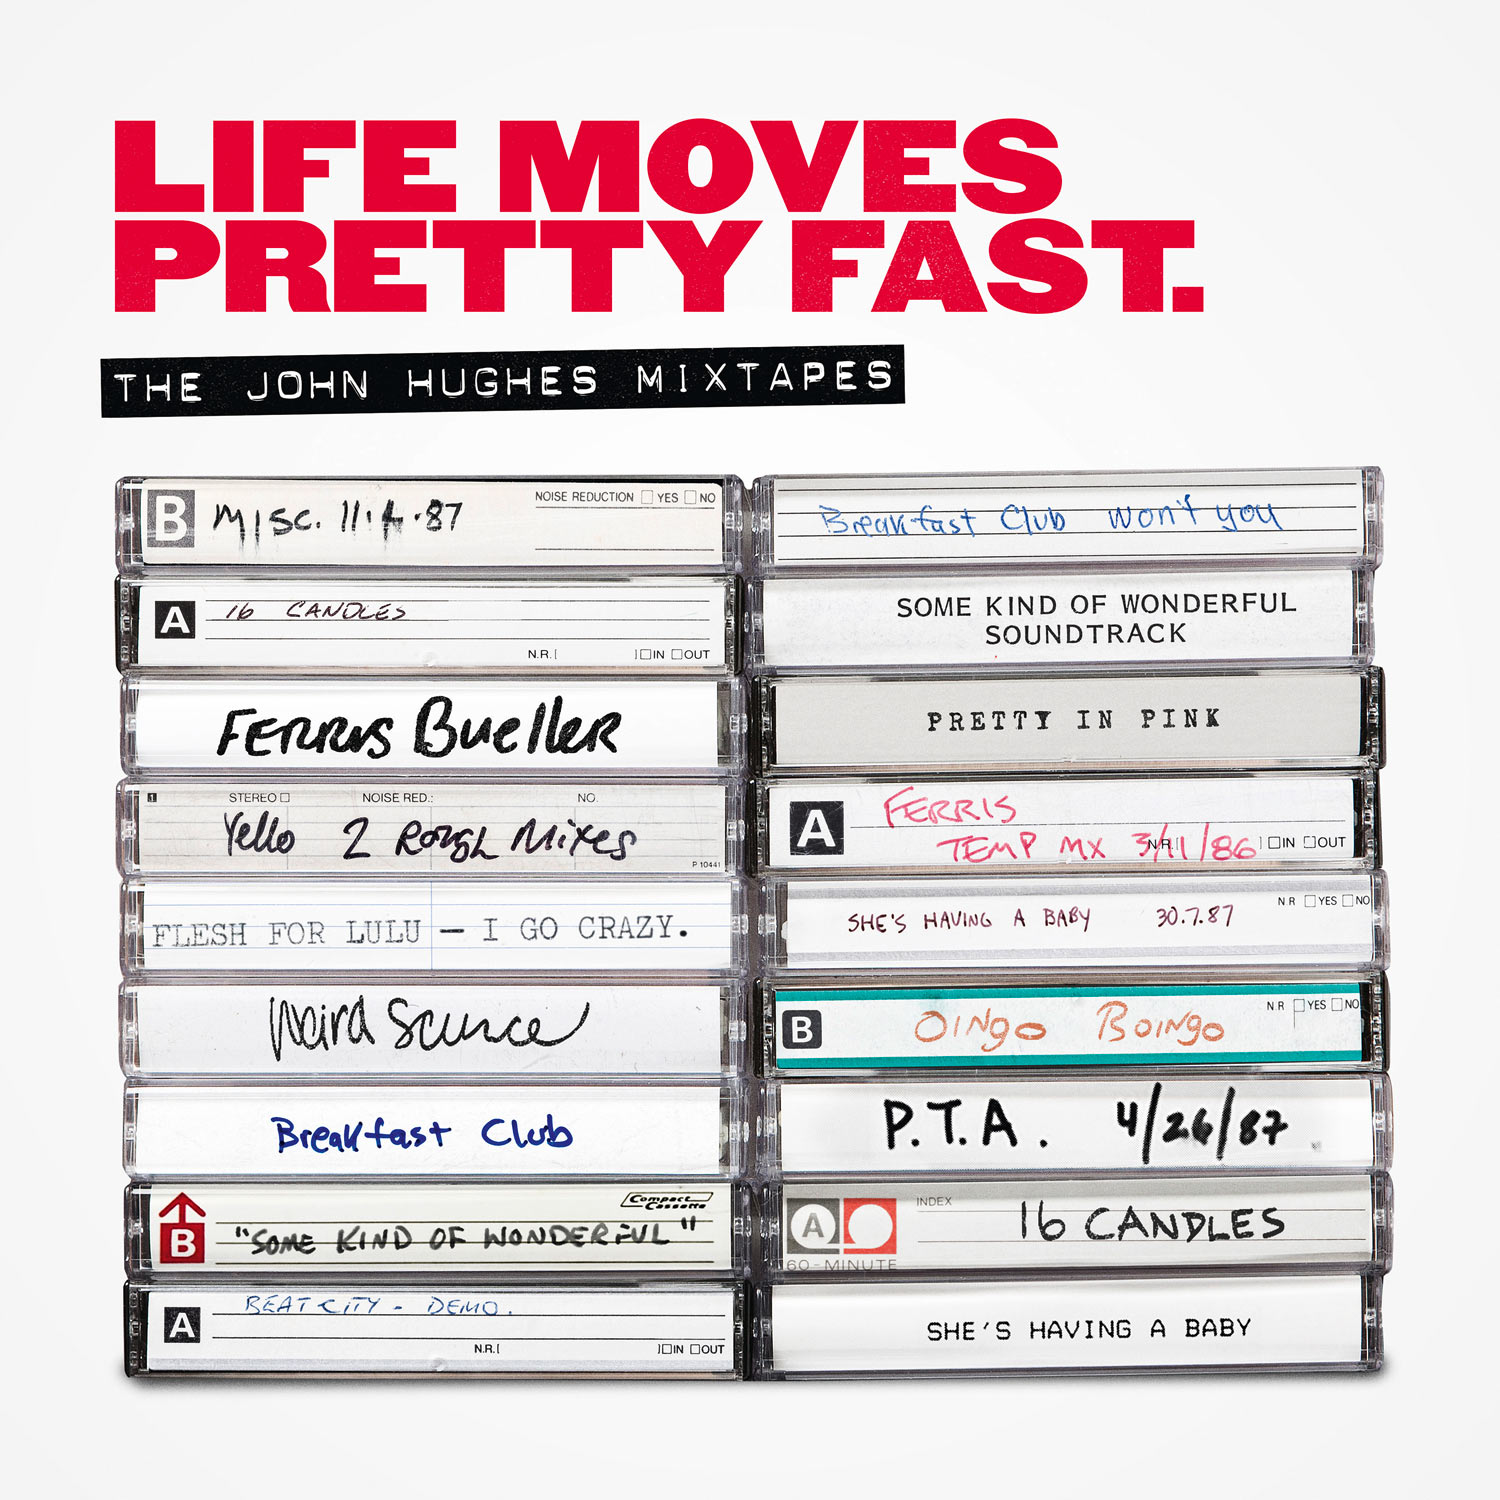 LIFE MOVES
PRETTY FAST.
THE JOHN HUGHES MIXTAPES
B MISC. 11.4.87 NOISE REDUCTION YES NO
A 16 CANDLES
N.R.[ ] IN OUT
FERRIS BUELLER
1 STEREO NOISE RED.: NO.
Yello 2 ROUGH MIXES
P 10441
FLESH FOR LULU — I GO CRAZY.
Weird Science
Breakfast Club
Compact Cassette
B "SOME KIND OF WONDERFUL"
A BEAT CITY - DEMO.
N.R.[ ] IN OUT
Breakfast Club won't you
SOME KIND OF WONDERFUL
SOUNDTRACK
PRETTY IN PINK
A FERRIS
TEMP MX 3/11/86 N.R.[ ] IN OUT
NR YES NO
SHE'S HAVING A BABY 30.7.87
N.R YES NO
B OINGO BOINGO
P.T.A. 4/26/87
A INDEX 16 CANDLES
60-MINUTE
SHE'S HAVING A BABY